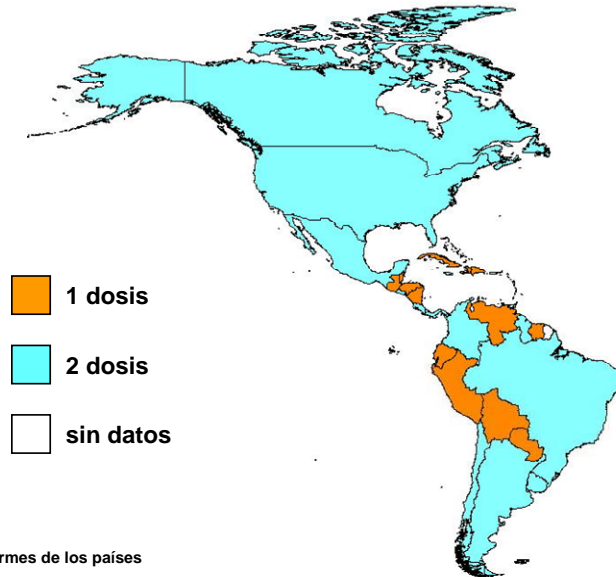 1 dosis
2 dosis
sin datos
rmes de los países